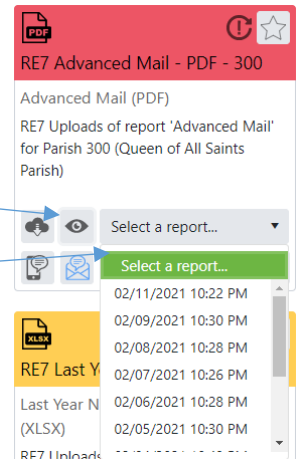 PDF
RE7 Advanced Mail - PDF - 300
Advanced Mail (PDF)
RE7 Uploads of report 'Advanced Mail'
for Parish 300 (Queen of All Saints
Parish)
Select a report...
Select a report...
02/11/2021 10:22 PM
02/09/2021 10:30 PM
02/08/2021 10:28 PM
02/07/2021 10:26 PM
02/06/2021 10:28 PM
02/05/2021 10:30 PM
XLSX
RE7 Last Y
Last Year N
(XLSX)
RE7 Uploads